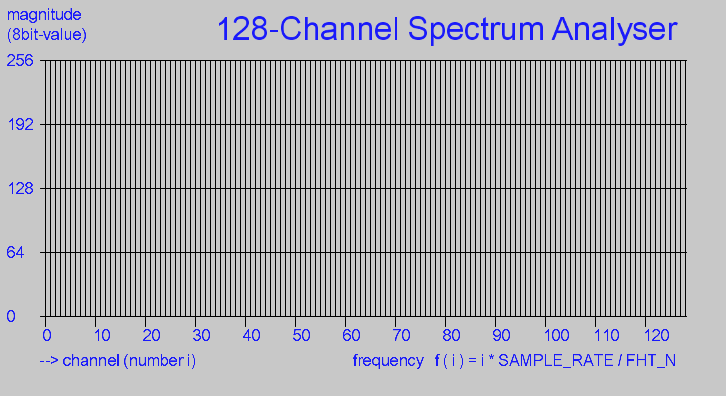 magnitude
(8bit-value)
128-Channel Spectrum Analyser
256
192
128
64
0
0 10 20 30 40 50 60 70 80 90 100 110 120
--> channel (number i)
frequency f ( i ) = i * SAMPLE_RATE / FHT_N